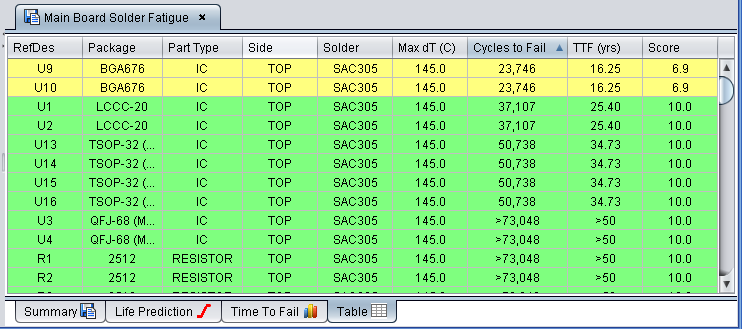 Main Board Solder Fatigue ×
RefDes Package Part Type Side Solder Max dT (C) Cycles to Fail TTF (yrs) Score
U9 BGA676 IC TOP SAC305 145.0 23,746 16.25 6.9
U10 BGA676 IC TOP SAC305 145.0 23,746 16.25 6.9
U1 LCCC-20 IC TOP SAC305 145.0 37,107 25.40 10.0
U2 LCCC-20 IC TOP SAC305 145.0 37,107 25.40 10.0
U13 TSOP-32 (... IC TOP SAC305 145.0 50,738 34.73 10.0
U14 TSOP-32 (... IC TOP SAC305 145.0 50,738 34.73 10.0
U15 TSOP-32 (... IC TOP SAC305 145.0 50,738 34.73 10.0
U16 TSOP-32 (... IC TOP SAC305 145.0 50,738 34.73 10.0
U3 QFJ-68 (M... IC TOP SAC305 145.0 >73,048 >50 10.0
U4 QFJ-68 (M... IC TOP SAC305 145.0 >73,048 >50 10.0
R1 2512 RESISTOR TOP SAC305 145.0 >73,048 >50 10.0
R2 2512 RESISTOR TOP SAC305 145.0 >73,048 >50 10.0
Summary Life Prediction Time To Fail Table